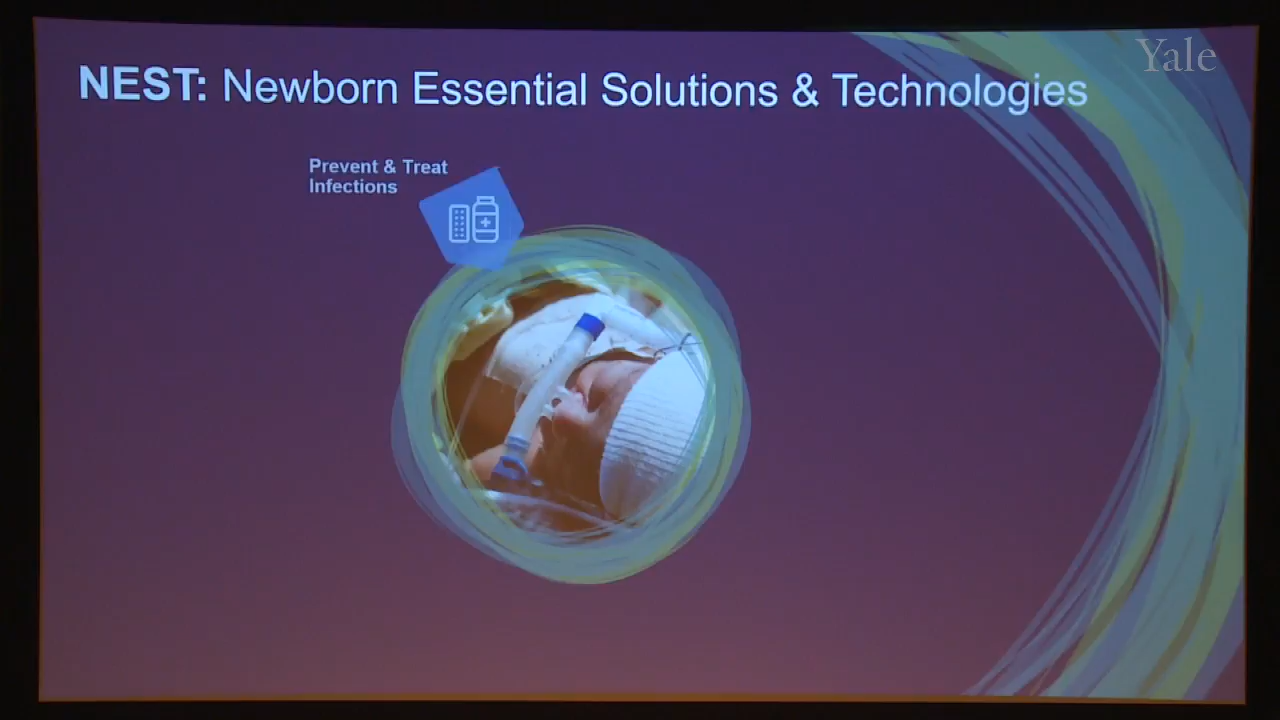 Yale
NEST: Newborn Essential Solutions & Technologies
Prevent & Treat
Infections